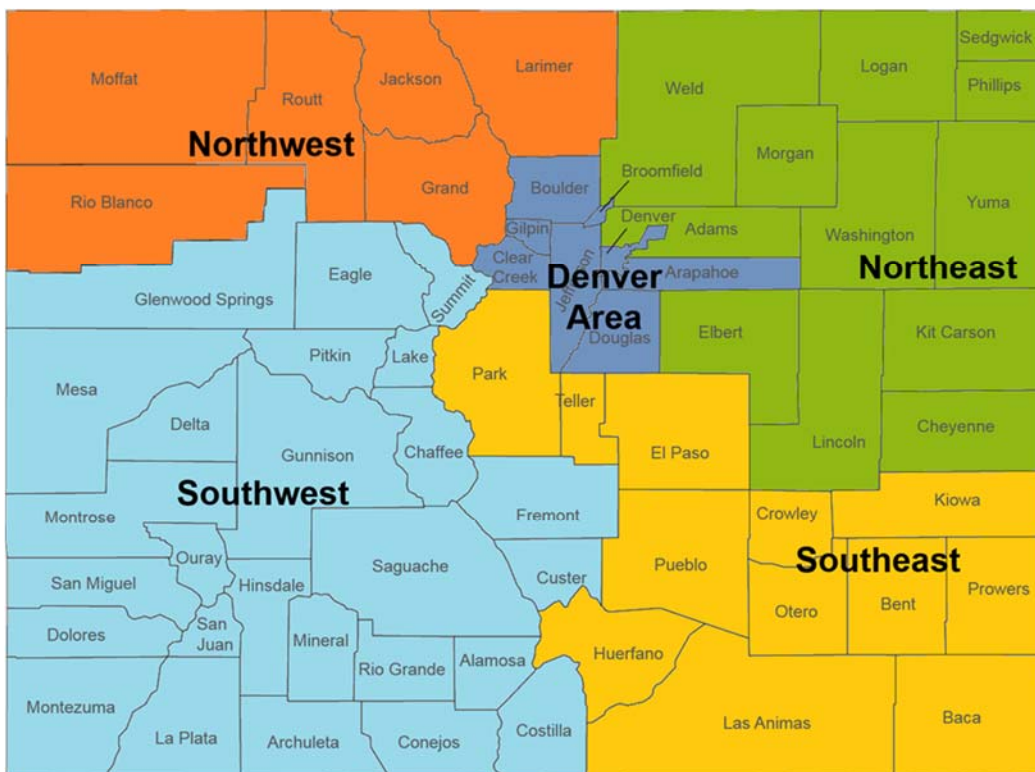 Moffat
Routt
Jackson
Larimer
Weld
Logan
Sedgwick
Phillips
Northwest
Rio Blanco
Grand
Boulder
Broomfield
Morgan
Yuma
Gilpin
Denver
Adams
Washington
Clear
Creek
Jefferson
Arapahoe
Northeast
Denver
Area
Glenwood Springs
Eagle
Summit
Douglas
Elbert
Kit Carson
Mesa
Pitkin
Lake
Park
Teller
Delta
Gunnison
Chaffee
El Paso
Lincoln
Cheyenne
Southwest
Montrose
Fremont
Crowley
Kiowa
Ouray
Saguache
Custer
Pueblo
Southeast
San Miguel
Hinsdale
Otero
Bent
Prowers
Dolores
San
Juan
Mineral
Rio Grande
Alamosa
Huerfano
Montezuma
La Plata
Archuleta
Conejos
Costilla
Las Animas
Baca